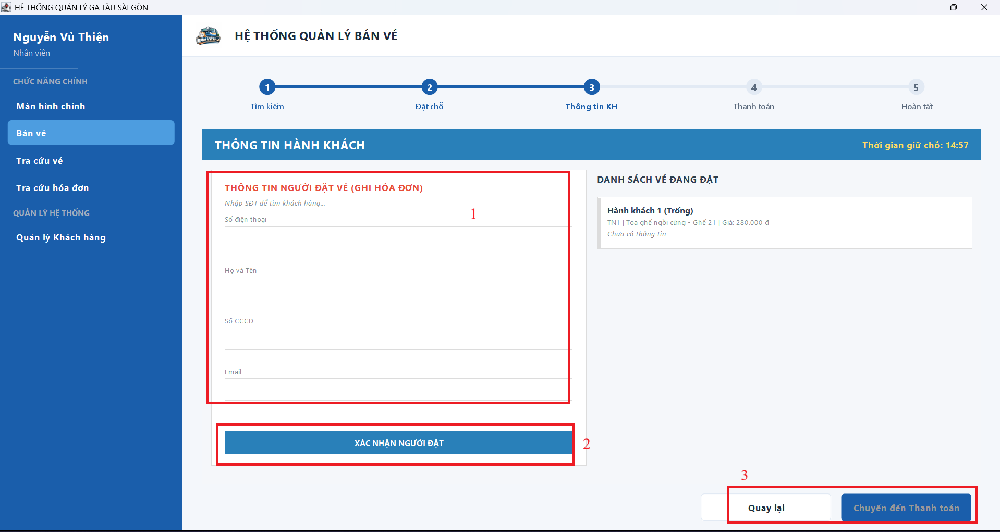 HỆ THỐNG QUẢN LÝ GA TÀU SÀI GÒN
Nguyễn Vủ Thiện
Nhân viên
CHỨC NĂNG CHÍNH
Màn hình chính
Bán vé
Tra cứu vé
Tra cứu hóa đơn
QUẢN LÝ HỆ THỐNG
Quản lý Khách hàng
BÁN VÉ TÀU
HỆ THỐNG QUẢN LÝ BÁN VÉ
1 2 3 4 5
Tìm kiếm Đặt chỗ Thông tin KH Thanh toán Hoàn tất
THÔNG TIN HÀNH KHÁCH
Thời gian giữ chỗ: 14:57
THÔNG TIN NGƯỜI ĐẶT VÉ (GHI HÓA ĐƠN)
Nhập SĐT để tìm khách hàng...
1
Số điện thoại
Họ và Tên
Số CCCD
Email
XÁC NHẬN NGƯỜI ĐẶT
2
DANH SÁCH VÉ ĐANG ĐẶT
Hành khách 1 (Trống)
TN1 | Toa ghế ngồi cứng - Ghế 21 | Giá: 280.000 đ
Chưa có thông tin
3
Quay lại
Chuyển đến Thanh toán